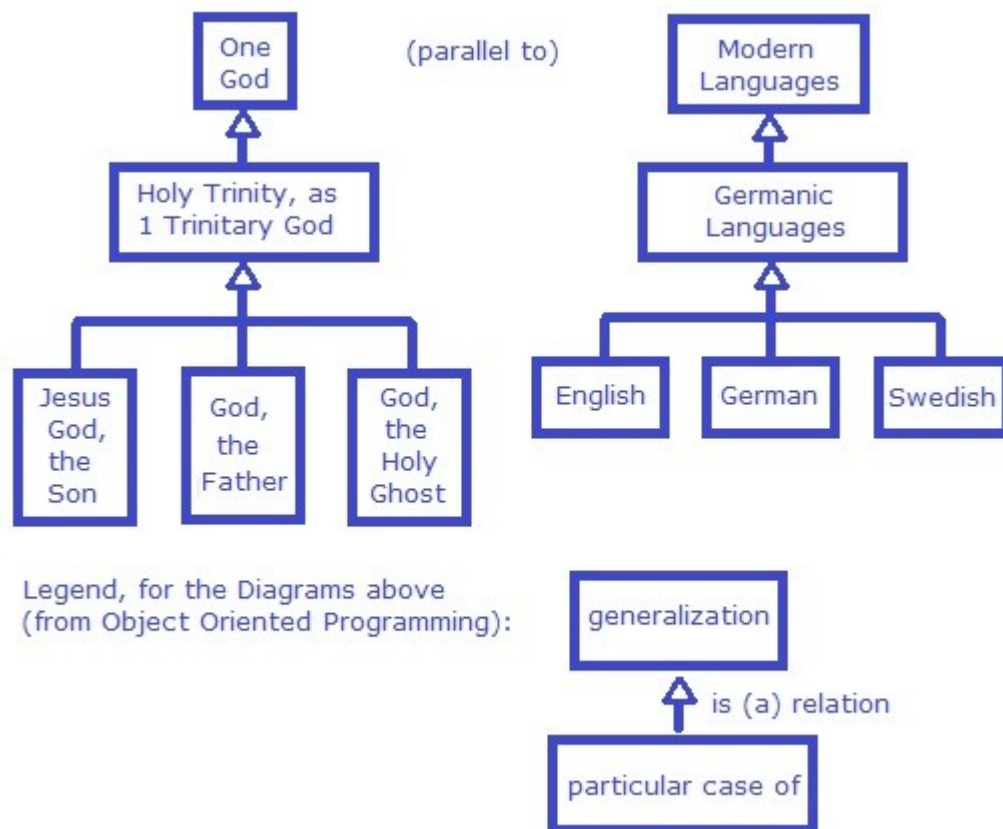 One
God
(parallel to)
Modern
Languages
Holy Trinity, as
1 Trinitary God
Germanic
Languages
Jesus
God,
the
Son
God,
the
Father
God,
the
Holy
Ghost
English
German
Swedish
Legend, for the Diagrams above
(from Object Oriented Programming):
generalization
is (a) relation
particular case of